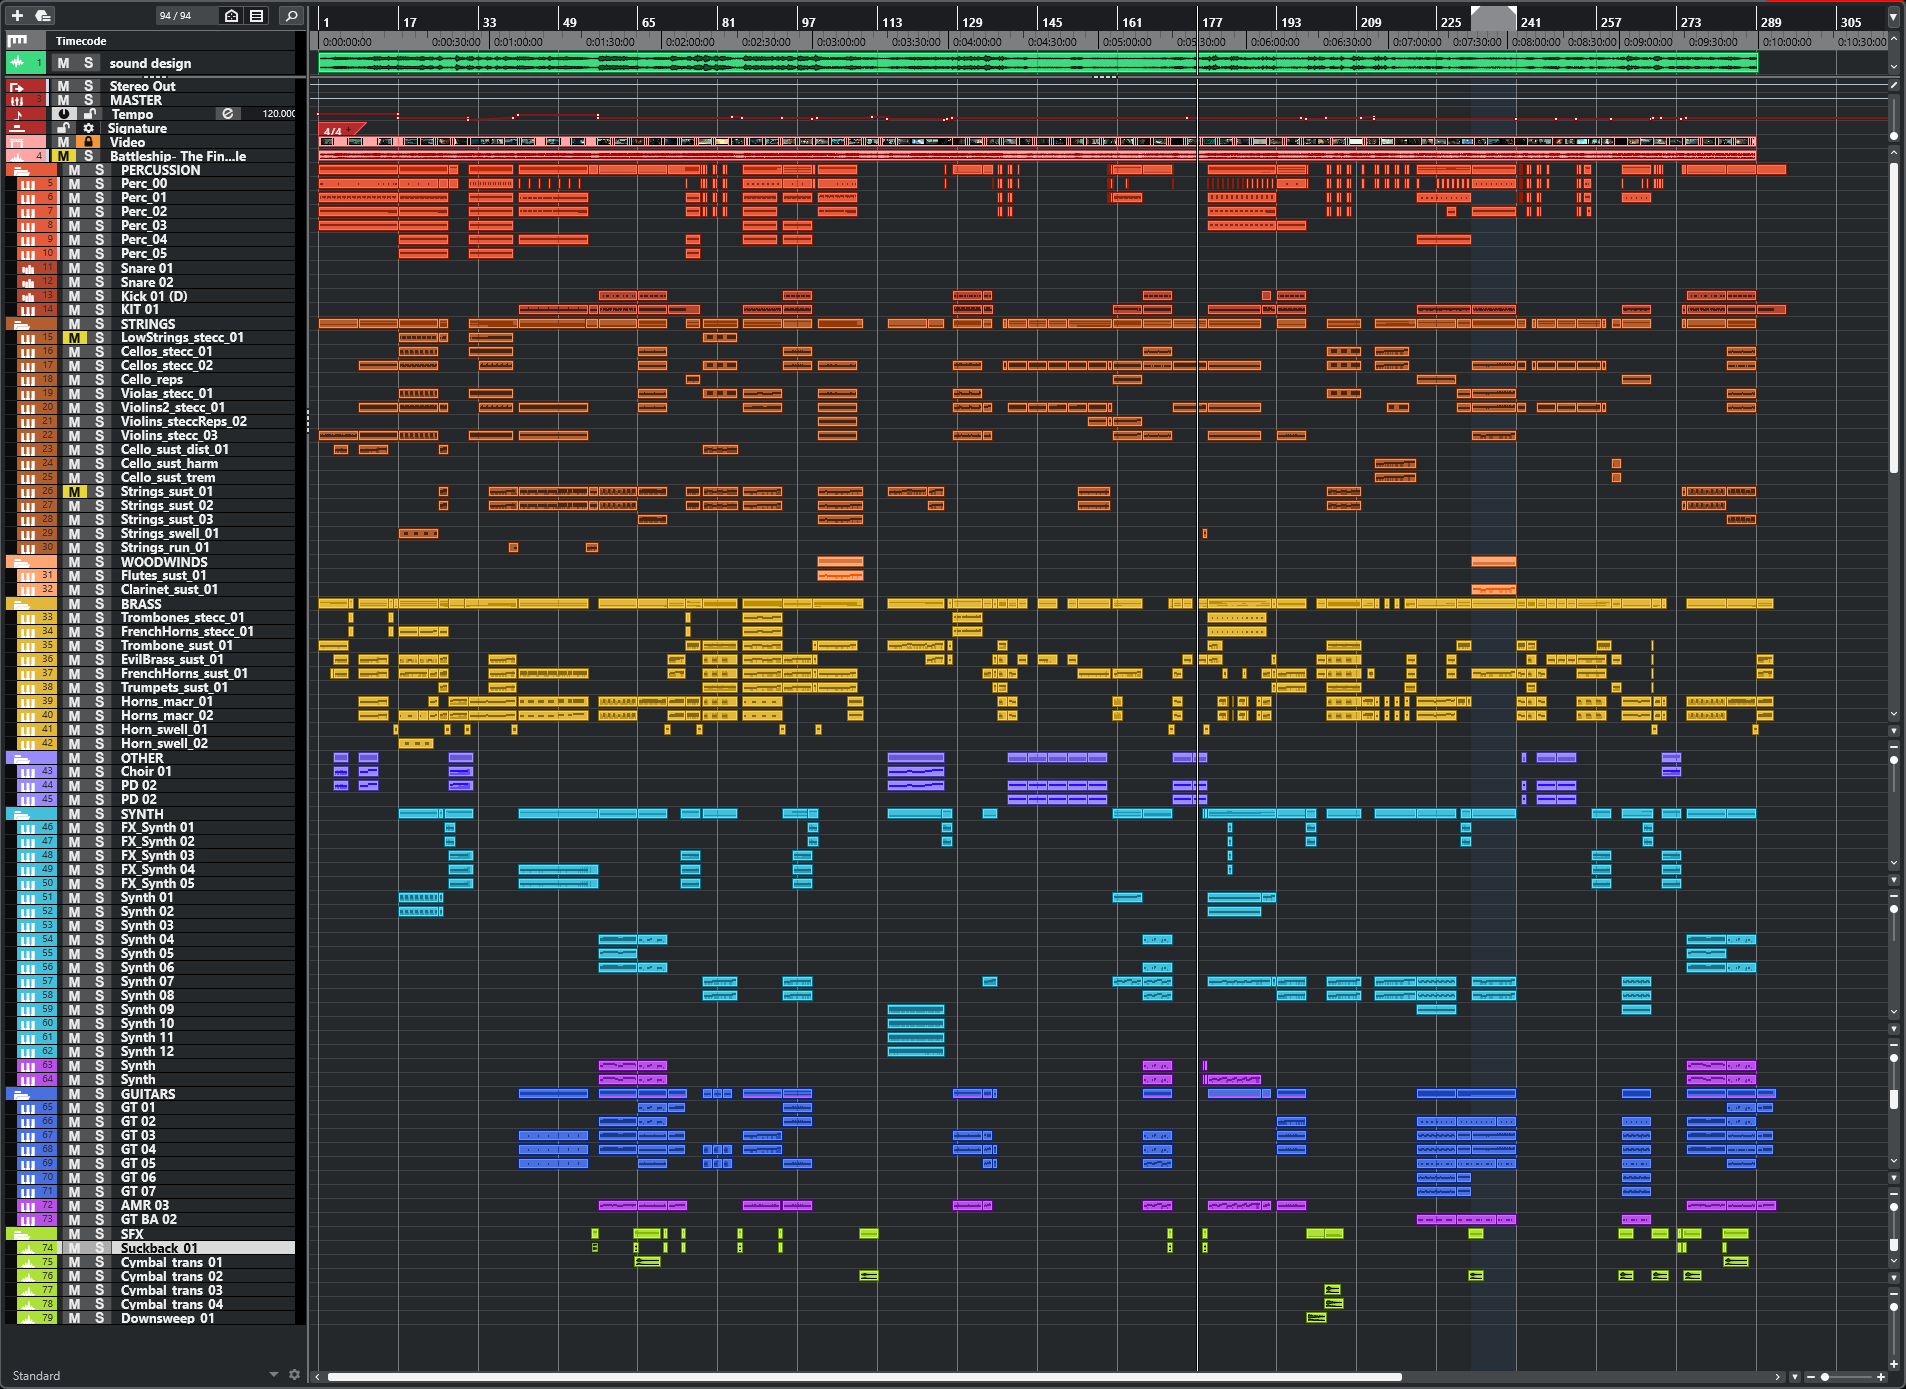 94 / 94
1 17 33 49 65 81 97 113 129 145 161 177 193 209 225 241 257 273 289 305
Timecode
0:00:00:00 0:00:30:00 0:01:00:00 0:01:30:00 0:02:00:00 0:02:30:00 0:03:00:00 0:03:30:00 0:04:00:00 0:04:30:00 0:05:00:00 0:05:30:00 0:06:00:00 0:06:30:00 0:07:00:00 0:07:30:00 0:08:00:00 0:08:30:00 0:09:00:00 0:09:30:00 0:10:00:00 0:10:30:00
1 M S sound design
M S Stereo Out
3 M S MASTER
Tempo 120.000
Signature 4/4
M Video
4 M S Battleship- The Fin...le
M S PERCUSSION
5 M S Perc_00
6 M S Perc_01
7 M S Perc_02
8 M S Perc_03
9 M S Perc_04
10 M S Perc_05
11 M S Snare 01
12 M S Snare 02
13 M S Kick 01 (D)
14 M S KIT 01
M S STRINGS
15 M S LowStrings_stecc_01
16 M S Cellos_stecc_01
17 M S Cellos_stecc_02
18 M S Cello_reps
19 M S Violas_stecc_01
20 M S Violins2_stecc_01
21 M S Violins_steccReps_02
22 M S Violins_stecc_03
23 M S Cello_sust_dist_01
24 M S Cello_sust_harm
25 M S Cello_sust_trem
26 M S Strings_sust_01
27 M S Strings_sust_02
28 M S Strings_sust_03
29 M S Strings_swell_01
30 M S Strings_run_01
M S WOODWINDS
31 M S Flutes_sust_01
32 M S Clarinet_sust_01
M S BRASS
33 M S Trombones_stecc_01
34 M S FrenchHorns_stecc_01
35 M S Trombone_sust_01
36 M S EvilBrass_sust_01
37 M S FrenchHorns_sust_01
38 M S Trumpets_sust_01
39 M S Horns_macr_01
40 M S Horns_macr_02
41 M S Horn_swell_01
42 M S Horn_swell_02
M S OTHER
43 M S Choir 01
44 M S PD 02
45 M S PD 02
M S SYNTH
46 M S FX_Synth 01
47 M S FX_Synth 02
48 M S FX_Synth 03
49 M S FX_Synth 04
50 M S FX_Synth 05
51 M S Synth 01
52 M S Synth 02
53 M S Synth 03
54 M S Synth 04
55 M S Synth 05
56 M S Synth 06
57 M S Synth 07
58 M S Synth 08
59 M S Synth 09
60 M S Synth 10
61 M S Synth 11
62 M S Synth 12
63 M S Synth
64 M S Synth
M S GUITARS
65 M S GT 01
66 M S GT 02
67 M S GT 03
68 M S GT 04
69 M S GT 05
70 M S GT 06
71 M S GT 07
72 M S AMR 03
73 M S GT BA 02
M S SFX
74 M S Suckback 01
75 M S Cymbal trans 01
76 M S Cymbal trans 02
77 M S Cymbal trans 03
78 M S Cymbal trans 04
79 M S Downsweep 01
Standard